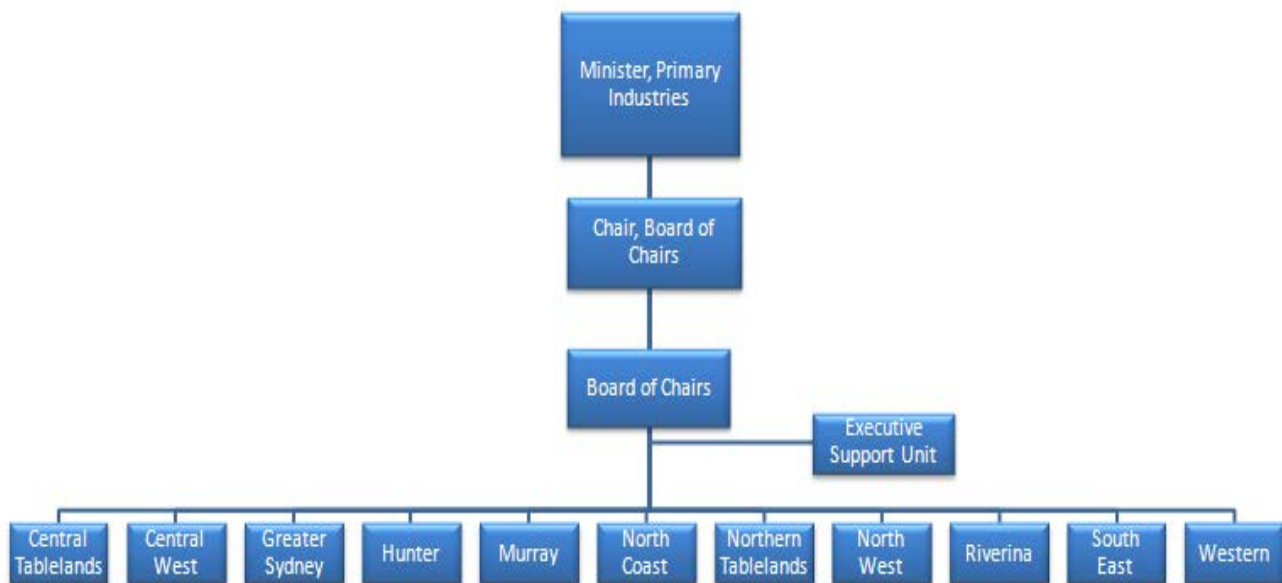 Minister, Primary
Industries
Chair, Board of
Chairs
Board of Chairs
Executive
Support Unit
Central
Tablelands
Central
West
Greater
Sydney
Hunter
Murray
North
Coast
Northern
Tablelands
North
West
Riverina
South
East
Western